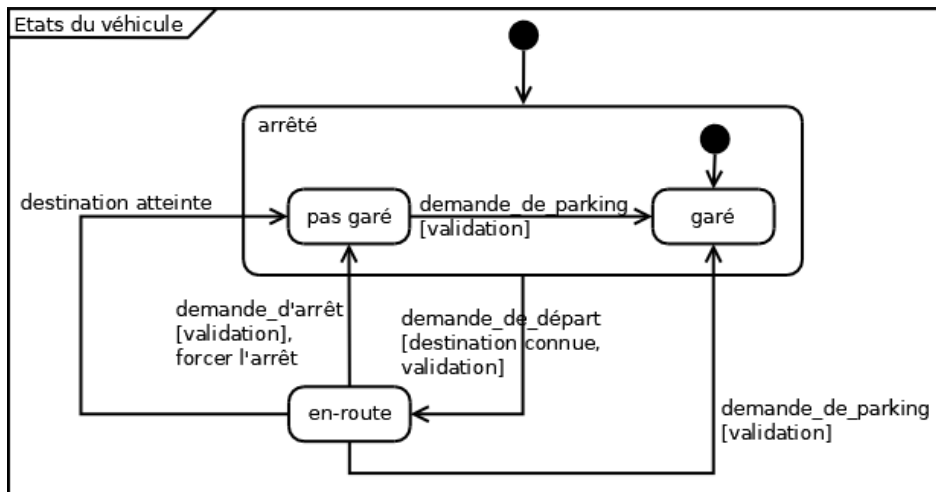 Etats du véhicule
arrêté
destination atteinte
pas garé
demande_de_parking
[validation]
garé
demande_d'arrêt
[validation],
forcer l'arrêt
demande_de_départ
[destination connue,
validation]
en-route
demande_de_parking
[validation]